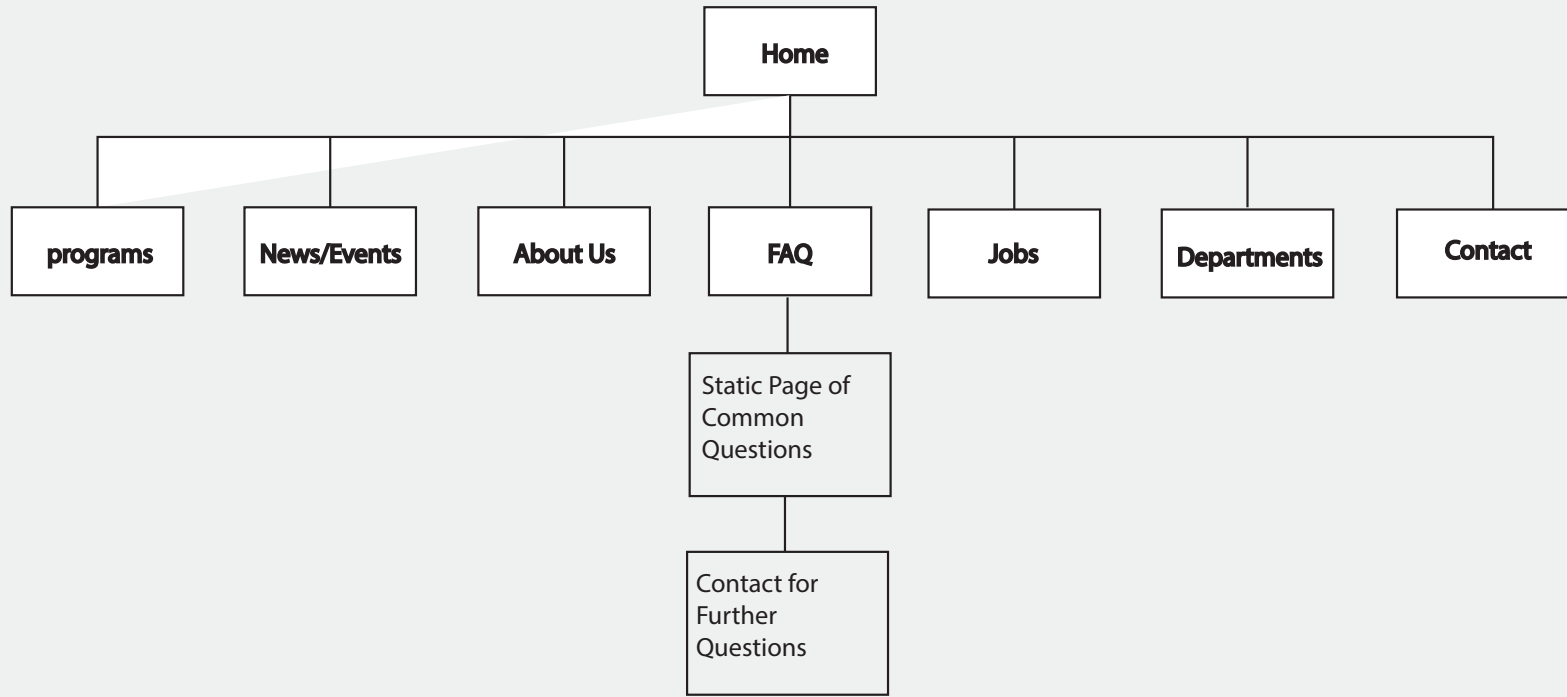 Home
programs
News/Events
About Us
FAQ
Jobs
Departments
Contact
Static Page of
Common
Questions
Contact for
Further
Questions